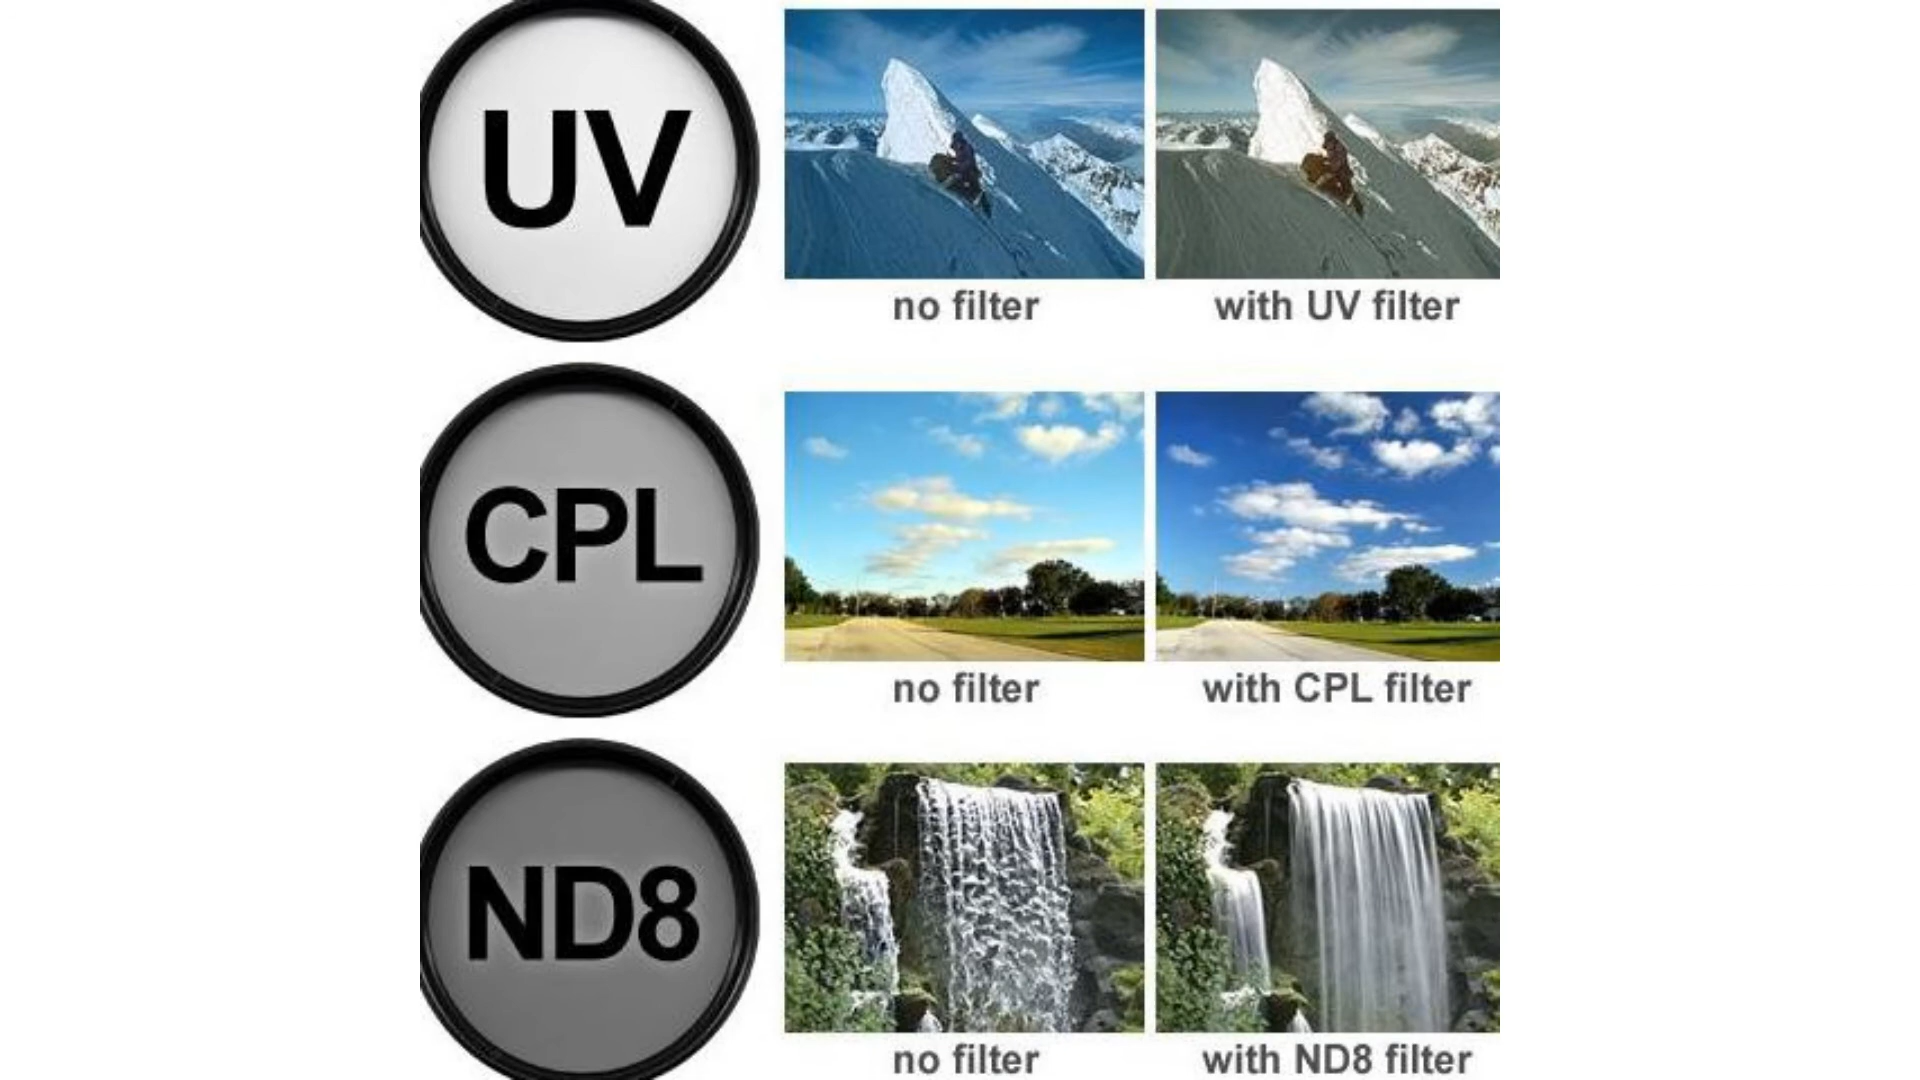 UV
no filter
with UV filter
CPL
no filter
with CPL filter
ND8
no filter
with ND8 filter